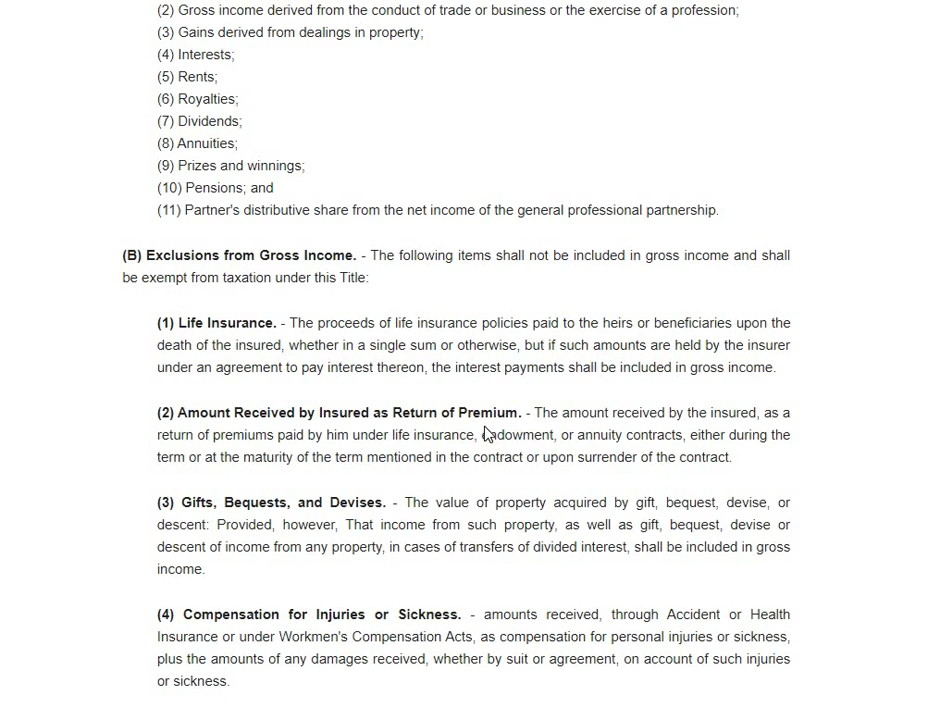 (2) Gross income derived from the conduct of trade or business or the exercise of a profession;
(3) Gains derived from dealings in property;
(4) Interests;
(5) Rents;
(6) Royalties;
(7) Dividends;
(8) Annuities;
(9) Prizes and winnings;
(10) Pensions; and
(11) Partner's distributive share from the net income of the general professional partnership.
(B) Exclusions from Gross Income. - The following items shall not be included in gross income and shall
be exempt from taxation under this Title:
(1) Life Insurance. - The proceeds of life insurance policies paid to the heirs or beneficiaries upon the
death of the insured, whether in a single sum or otherwise, but if such amounts are held by the insurer
under an agreement to pay interest thereon, the interest payments shall be included in gross income.
(2) Amount Received by Insured as Return of Premium. - The amount received by the insured, as a
return of premiums paid by him under life insurance, endowment, or annuity contracts, either during the
term or at the maturity of the term mentioned in the contract or upon surrender of the contract.
(3) Gifts, Bequests, and Devises. - The value of property acquired by gift, bequest, devise, or
descent: Provided, however, That income from such property, as well as gift, bequest, devise or
descent of income from any property, in cases of transfers of divided interest, shall be included in gross
income.
(4) Compensation for Injuries or Sickness. - amounts received, through Accident or Health
Insurance or under Workmen's Compensation Acts, as compensation for personal injuries or sickness,
plus the amounts of any damages received, whether by suit or agreement, on account of such injuries
or sickness.